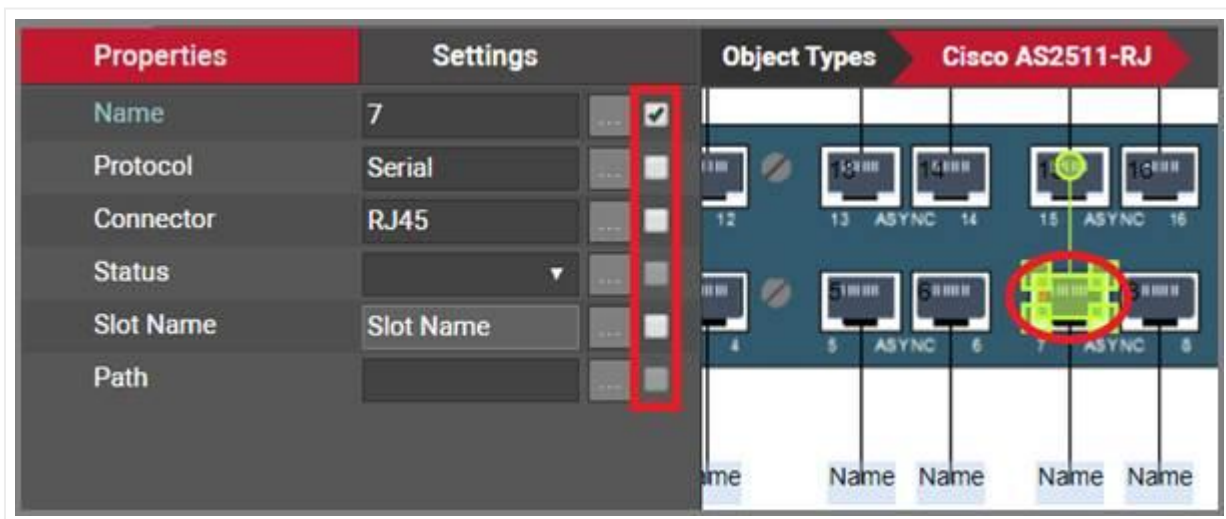 Properties Settings Object Types Cisco AS2511-RJ
Name 7 ...
Protocol Serial ...
Connector RJ45 ...
Status ...
Slot Name Slot Name ...
Path ...
13 14 15 16
12 13 ASYNC 14 15 ASYNC 16
5 6
4 5 ASYNC 6 7 ASYNC 8
Name Name Name Name